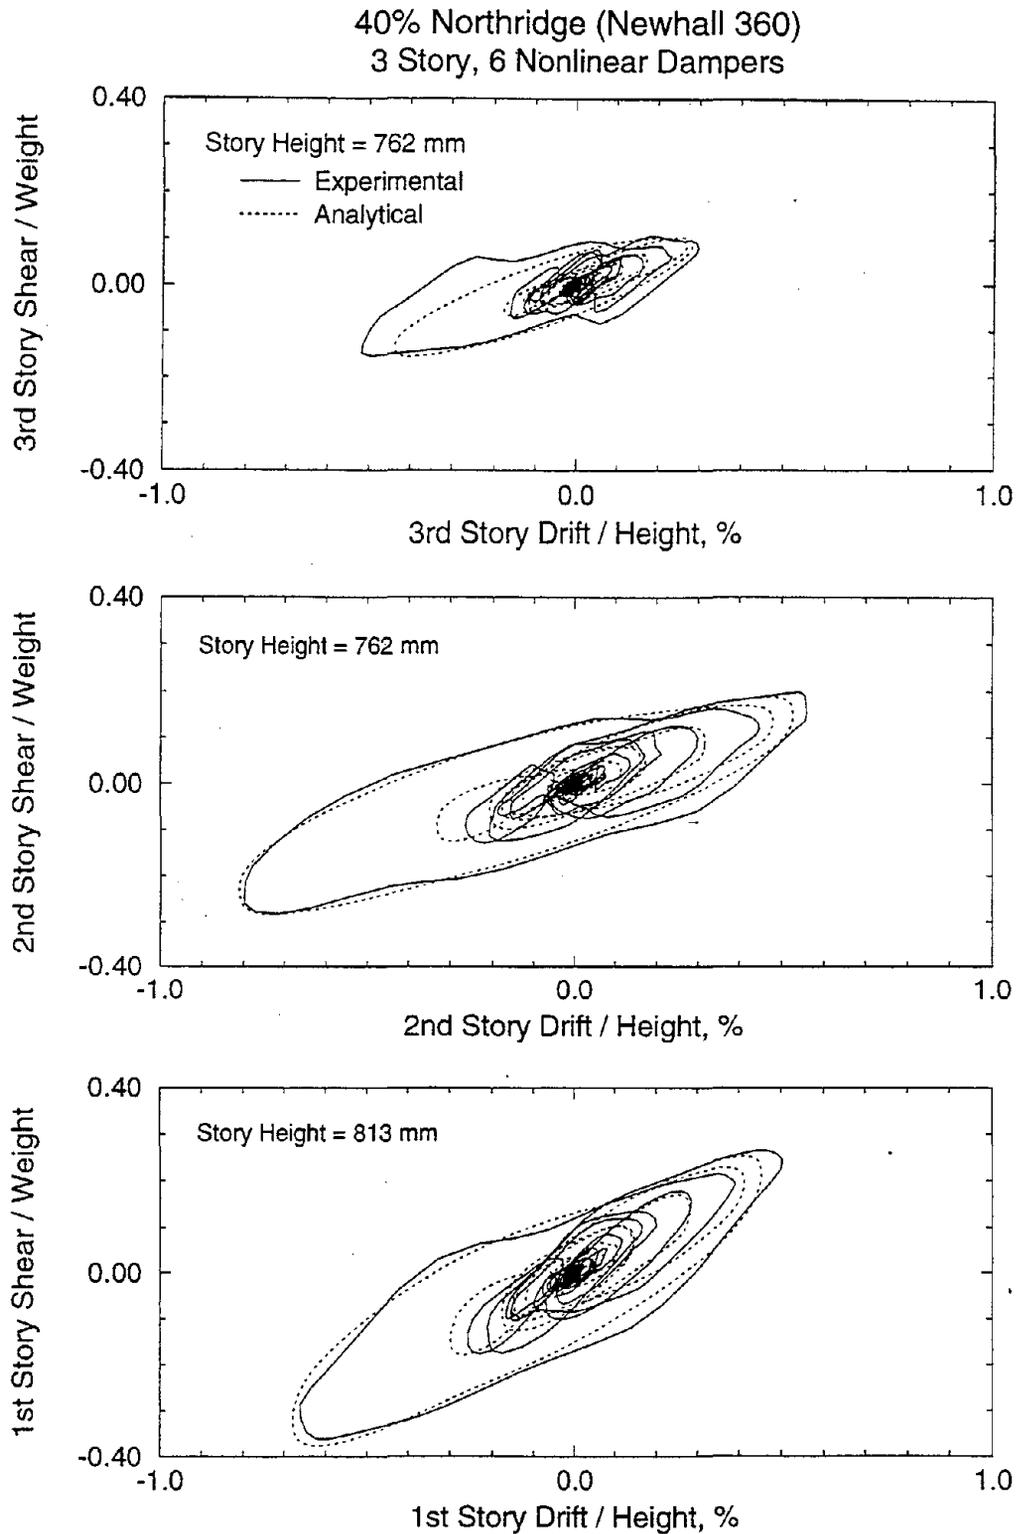 40% Northridge (Newhall 360)
3 Story, 6 Nonlinear Dampers
3rd Story Shear / Weight
0.40
0.00
-0.40
Story Height = 762 mm
Experimental
Analytical
-1.0 0.0 1.0
3rd Story Drift / Height, %
2nd Story Shear / Weight
0.40
0.00
-0.40
Story Height = 762 mm
-1.0 0.0 1.0
2nd Story Drift / Height, %
1st Story Shear / Weight
0.40
0.00
-0.40
Story Height = 813 mm
-1.0 0.0 1.0
1st Story Drift / Height, %